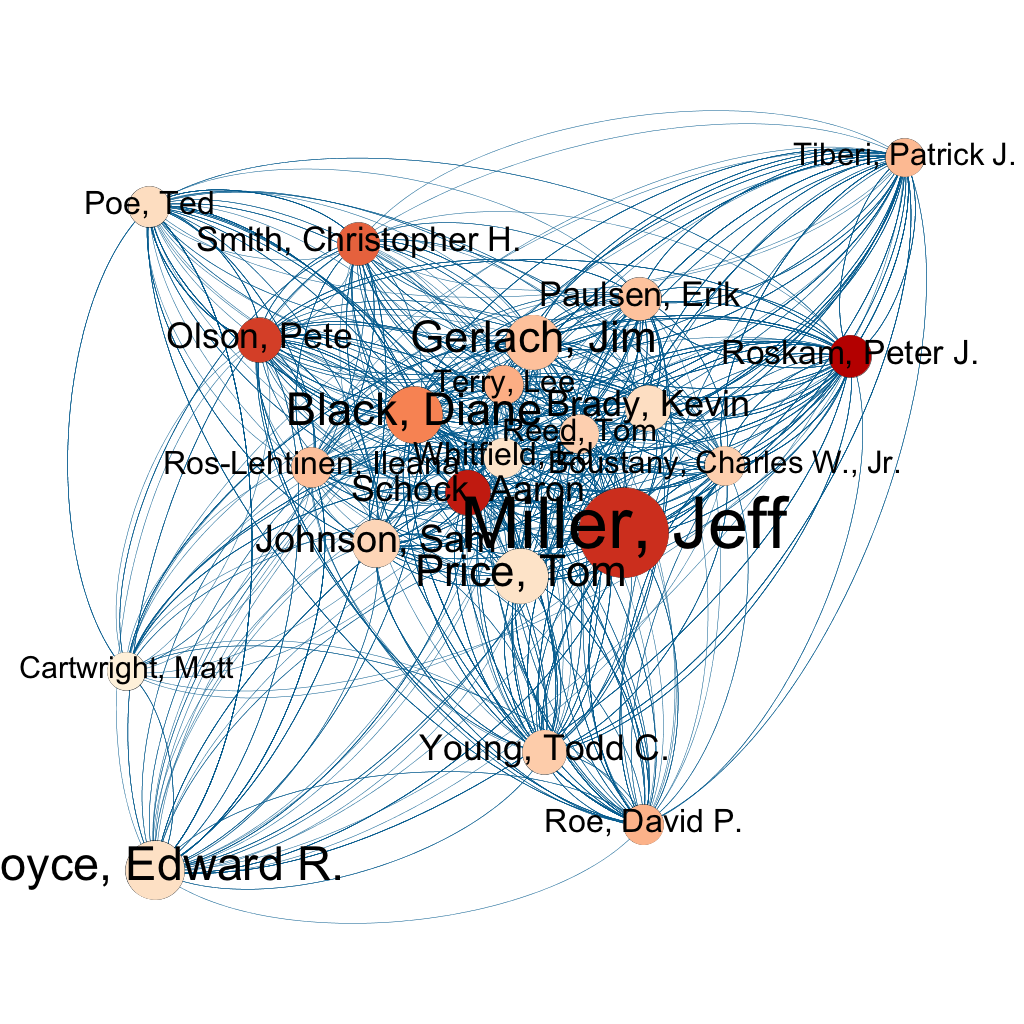 Tiberi, Patrick J.
Poe, Ted
Smith, Christopher H.
Paulsen, Erik
Olson, Pete
Gerlach, Jim
Roskam, Peter J.
Terry, Lee
Black, Diane
Brady, Kevin
Reed, Tom
Whitfield, Ed
Ros-Lehtinen, Ileana
Boustany, Charles W., Jr.
Schock, Aaron
Miller, Jeff
Johnson, Sam
Price, Tom
Cartwright, Matt
Young, Todd C.
Roe, David P.
oyce, Edward R.